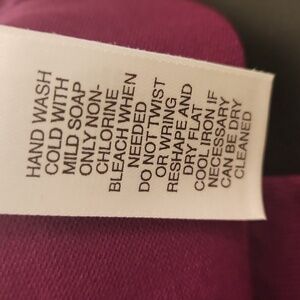 HAND WASH
COLD WITH
MILD SOAP
ONLY NON-
CHLORINE
BLEACH WHEN
NEEDED
DO NOT TWIST
OR WRING
RESHAPE AND
DRY FLAT
COOL IRON IF
NECESSARY
CAN BE DRY
CLEANED